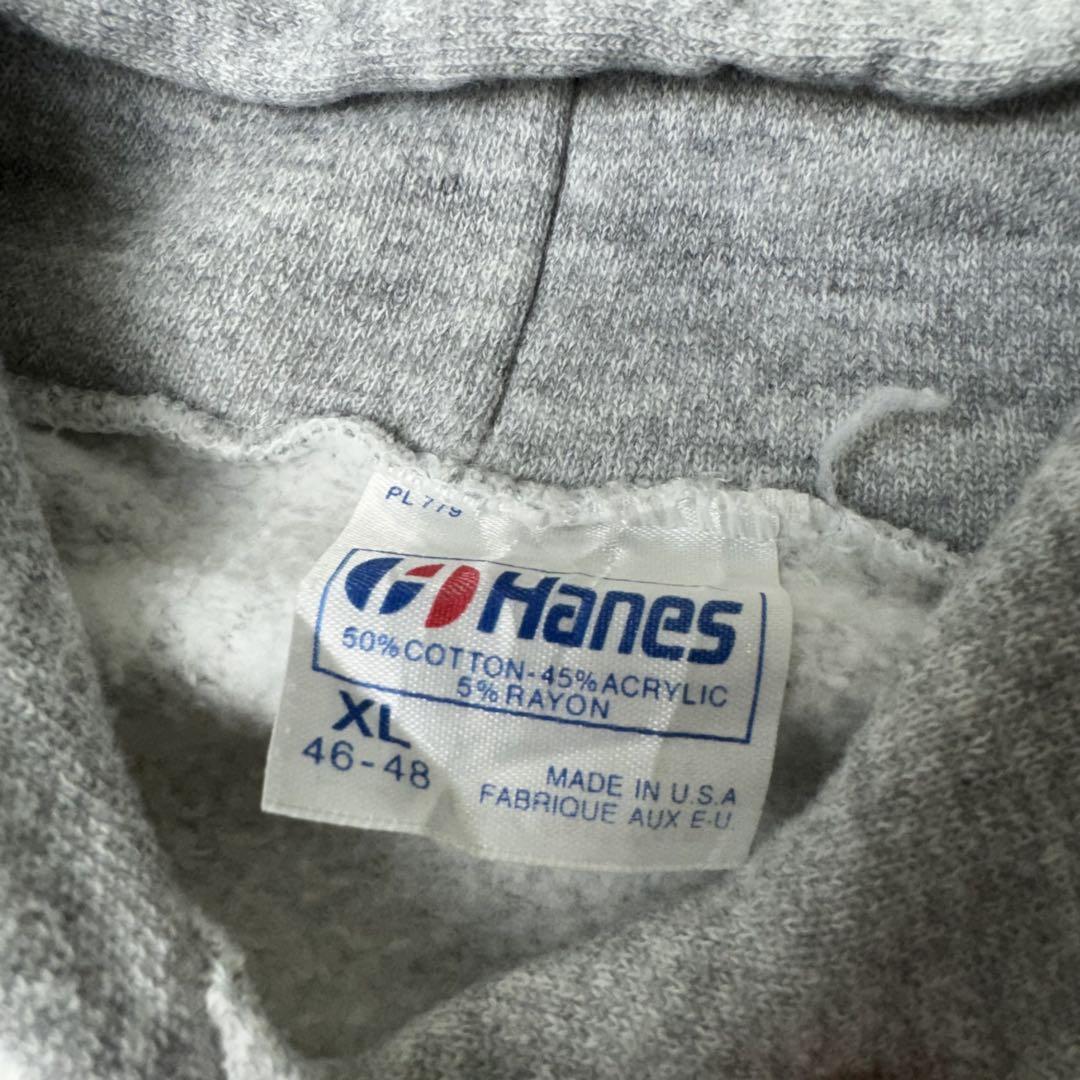 PL 779
Hanes
50% COTTON-45% ACRYLIC
5% RAYON
XL
46-48
MADE IN U.S.A
FABRIQUE AUX E-U.